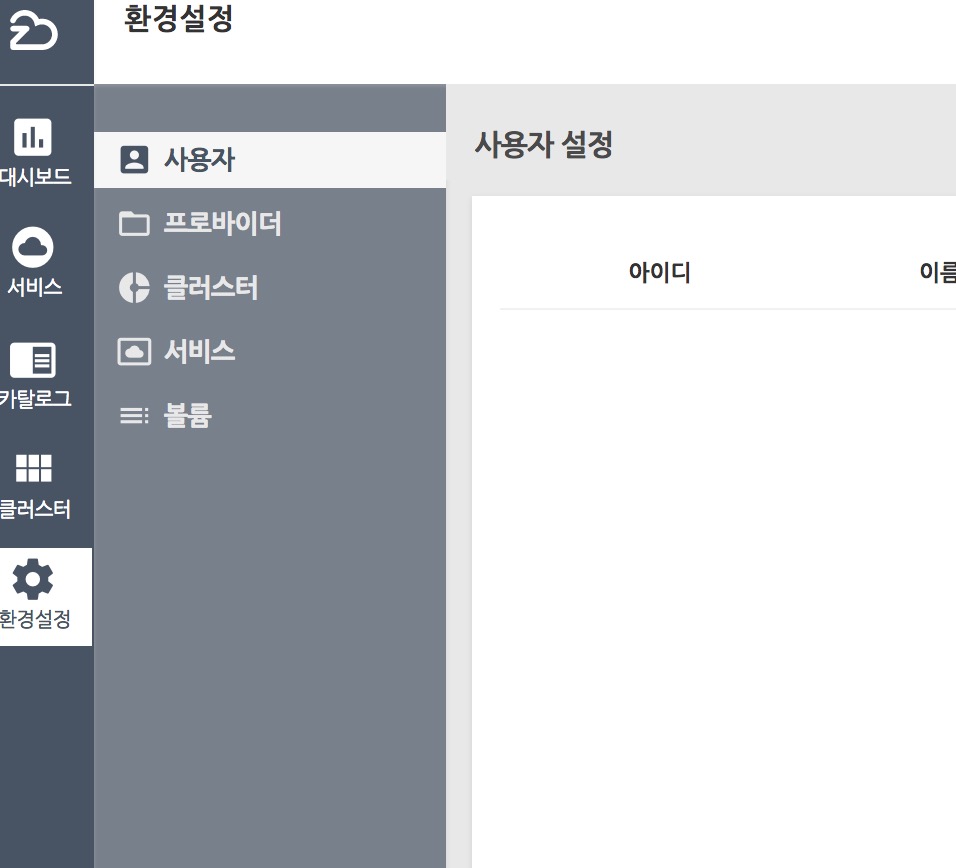 환경설정
대시보드
서비스
카탈로그
클러스터
환경설정
사용자
프로바이더
클러스터
서비스
볼륨
사용자 설정
아이디 이름